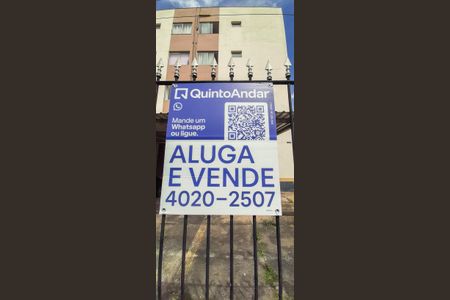 QuintoAndar
Mande um
Whatsapp
ou ligue.
ALUGA
E VENDE
4020-2507